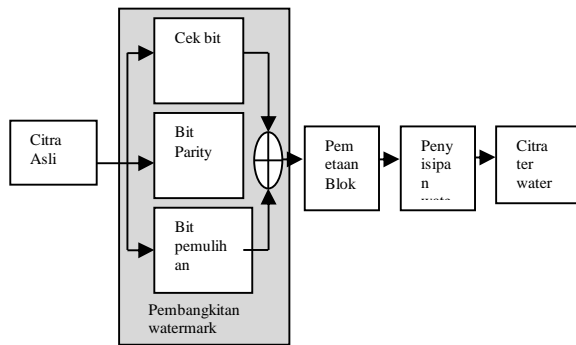 Citra
Asli
Cek bit
Bit
Parity
Bit
pemulih
an
Pembangkitan
watermark
Pem
etaan
Blok
Peny
isipa
n
Citra
ter
water